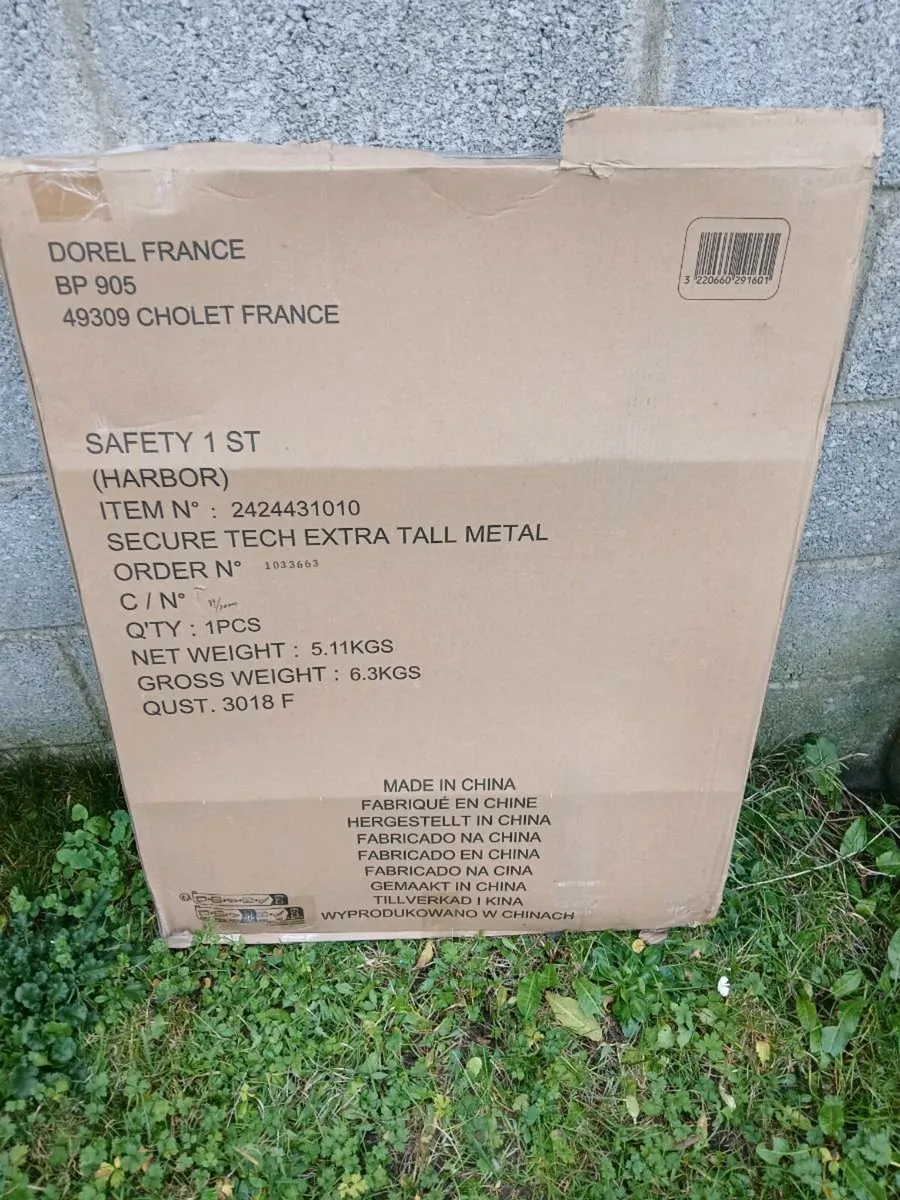 DOREL FRANCE
BP 905
49309 CHOLET FRANCE
3 220660 291601
SAFETY 1 ST
(HARBOR)
ITEM N° : 2424431010
SECURE TECH EXTRA TALL METAL
ORDER N° 1033663
C / N°
Q'TY : 1PCS
NET WEIGHT : 5.11KGS
GROSS WEIGHT : 6.3KGS
QUST. 3018 F
MADE IN CHINA
FABRIQUÉ EN CHINE
HERGESTELLT IN CHINA
FABRICADO NA CHINA
FABRICADO EN CHINA
FABRICADO NA CINA
GEMAAKT IN CHINA
TILLVERKAD I KINA
WYPRODUKOWANO W CHINACH